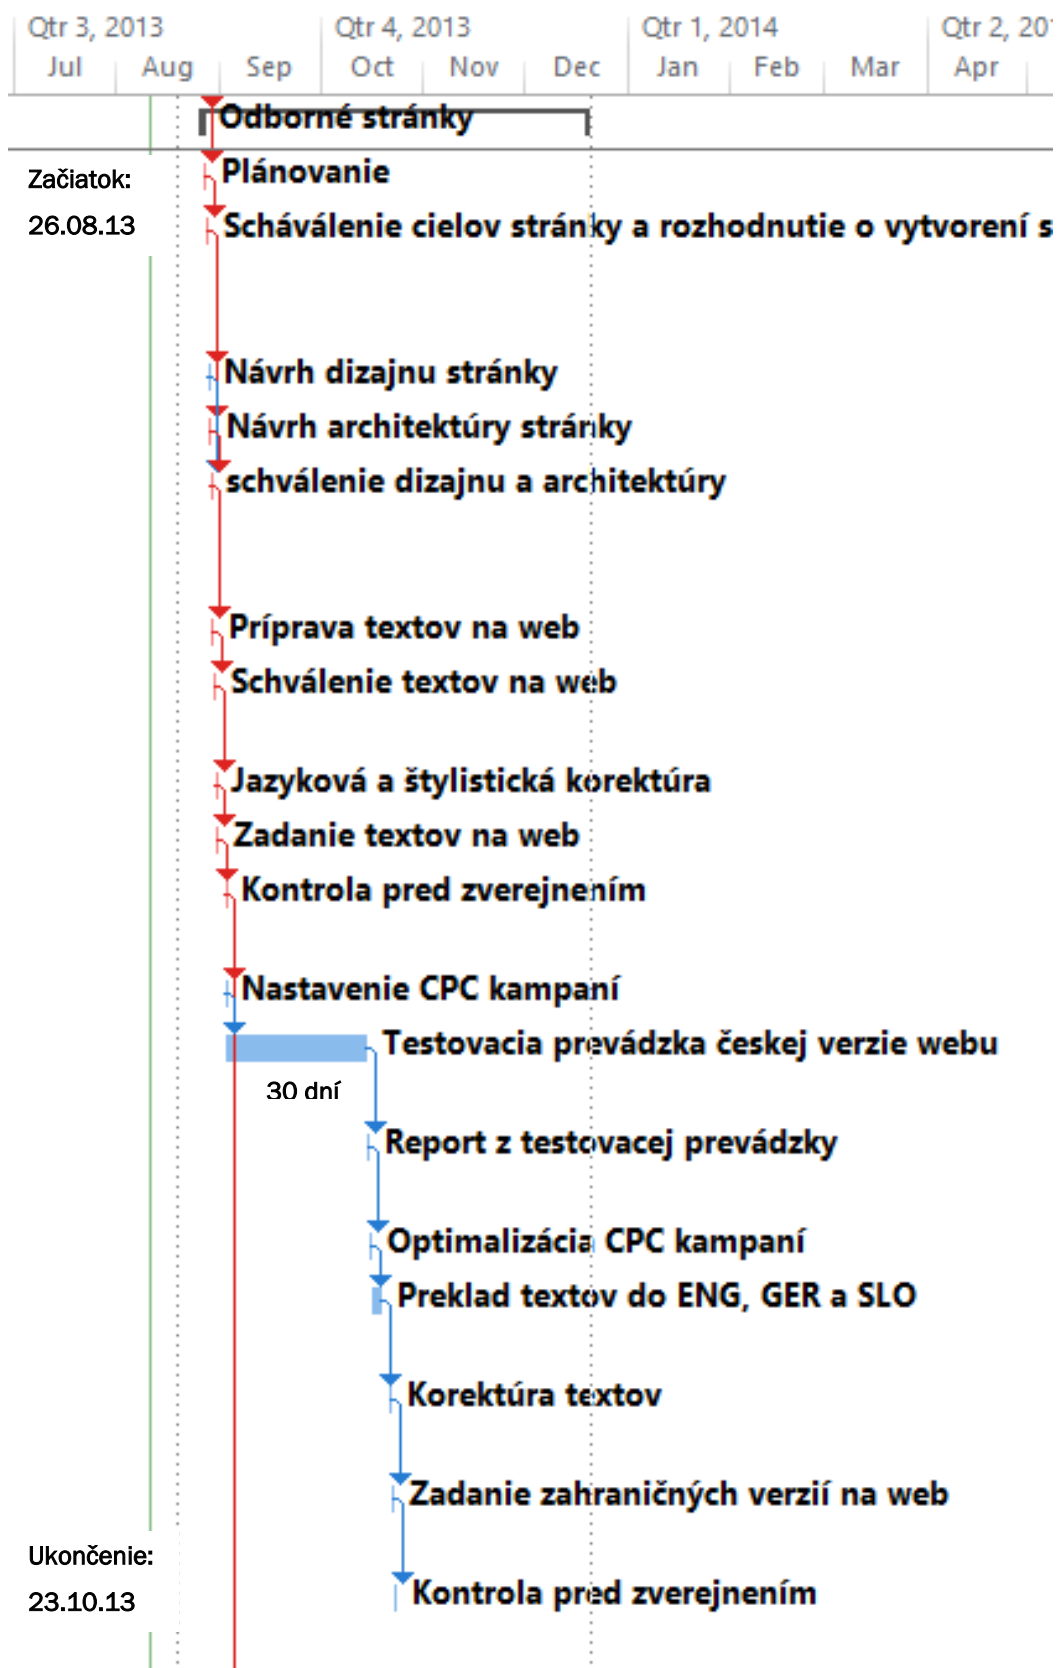 Qtr 3, 2013 Qtr 4, 2013 Qtr 1, 2014 Qtr 2, 201
Jul Aug Sep Oct Nov Dec Jan Feb Mar Apr
Odborné stránky
Plánovanie
Začiatok:
26.08.13
Scháválenie cielov stránky a rozhodnutie o vytvorení s
Návrh dizajnu stránky
Návrh architektúry stránky
schválenie dizajnu a architektúry
Príprava textov na web
Schválenie textov na web
Jazyková a štylistická korektúra
Zadanie textov na web
Kontrola pred zverejnením
Nastavenie CPC kampaní
Testovacia prevádzka českej verzie webu
30 dní
Report z testovacej prevádzky
Optimalizácia CPC kampaní
Preklad textov do ENG, GER a SLO
Korektúra textov
Zadanie zahraničných verzií na web
Ukončenie:
23.10.13
Kontrola pred zverejnením